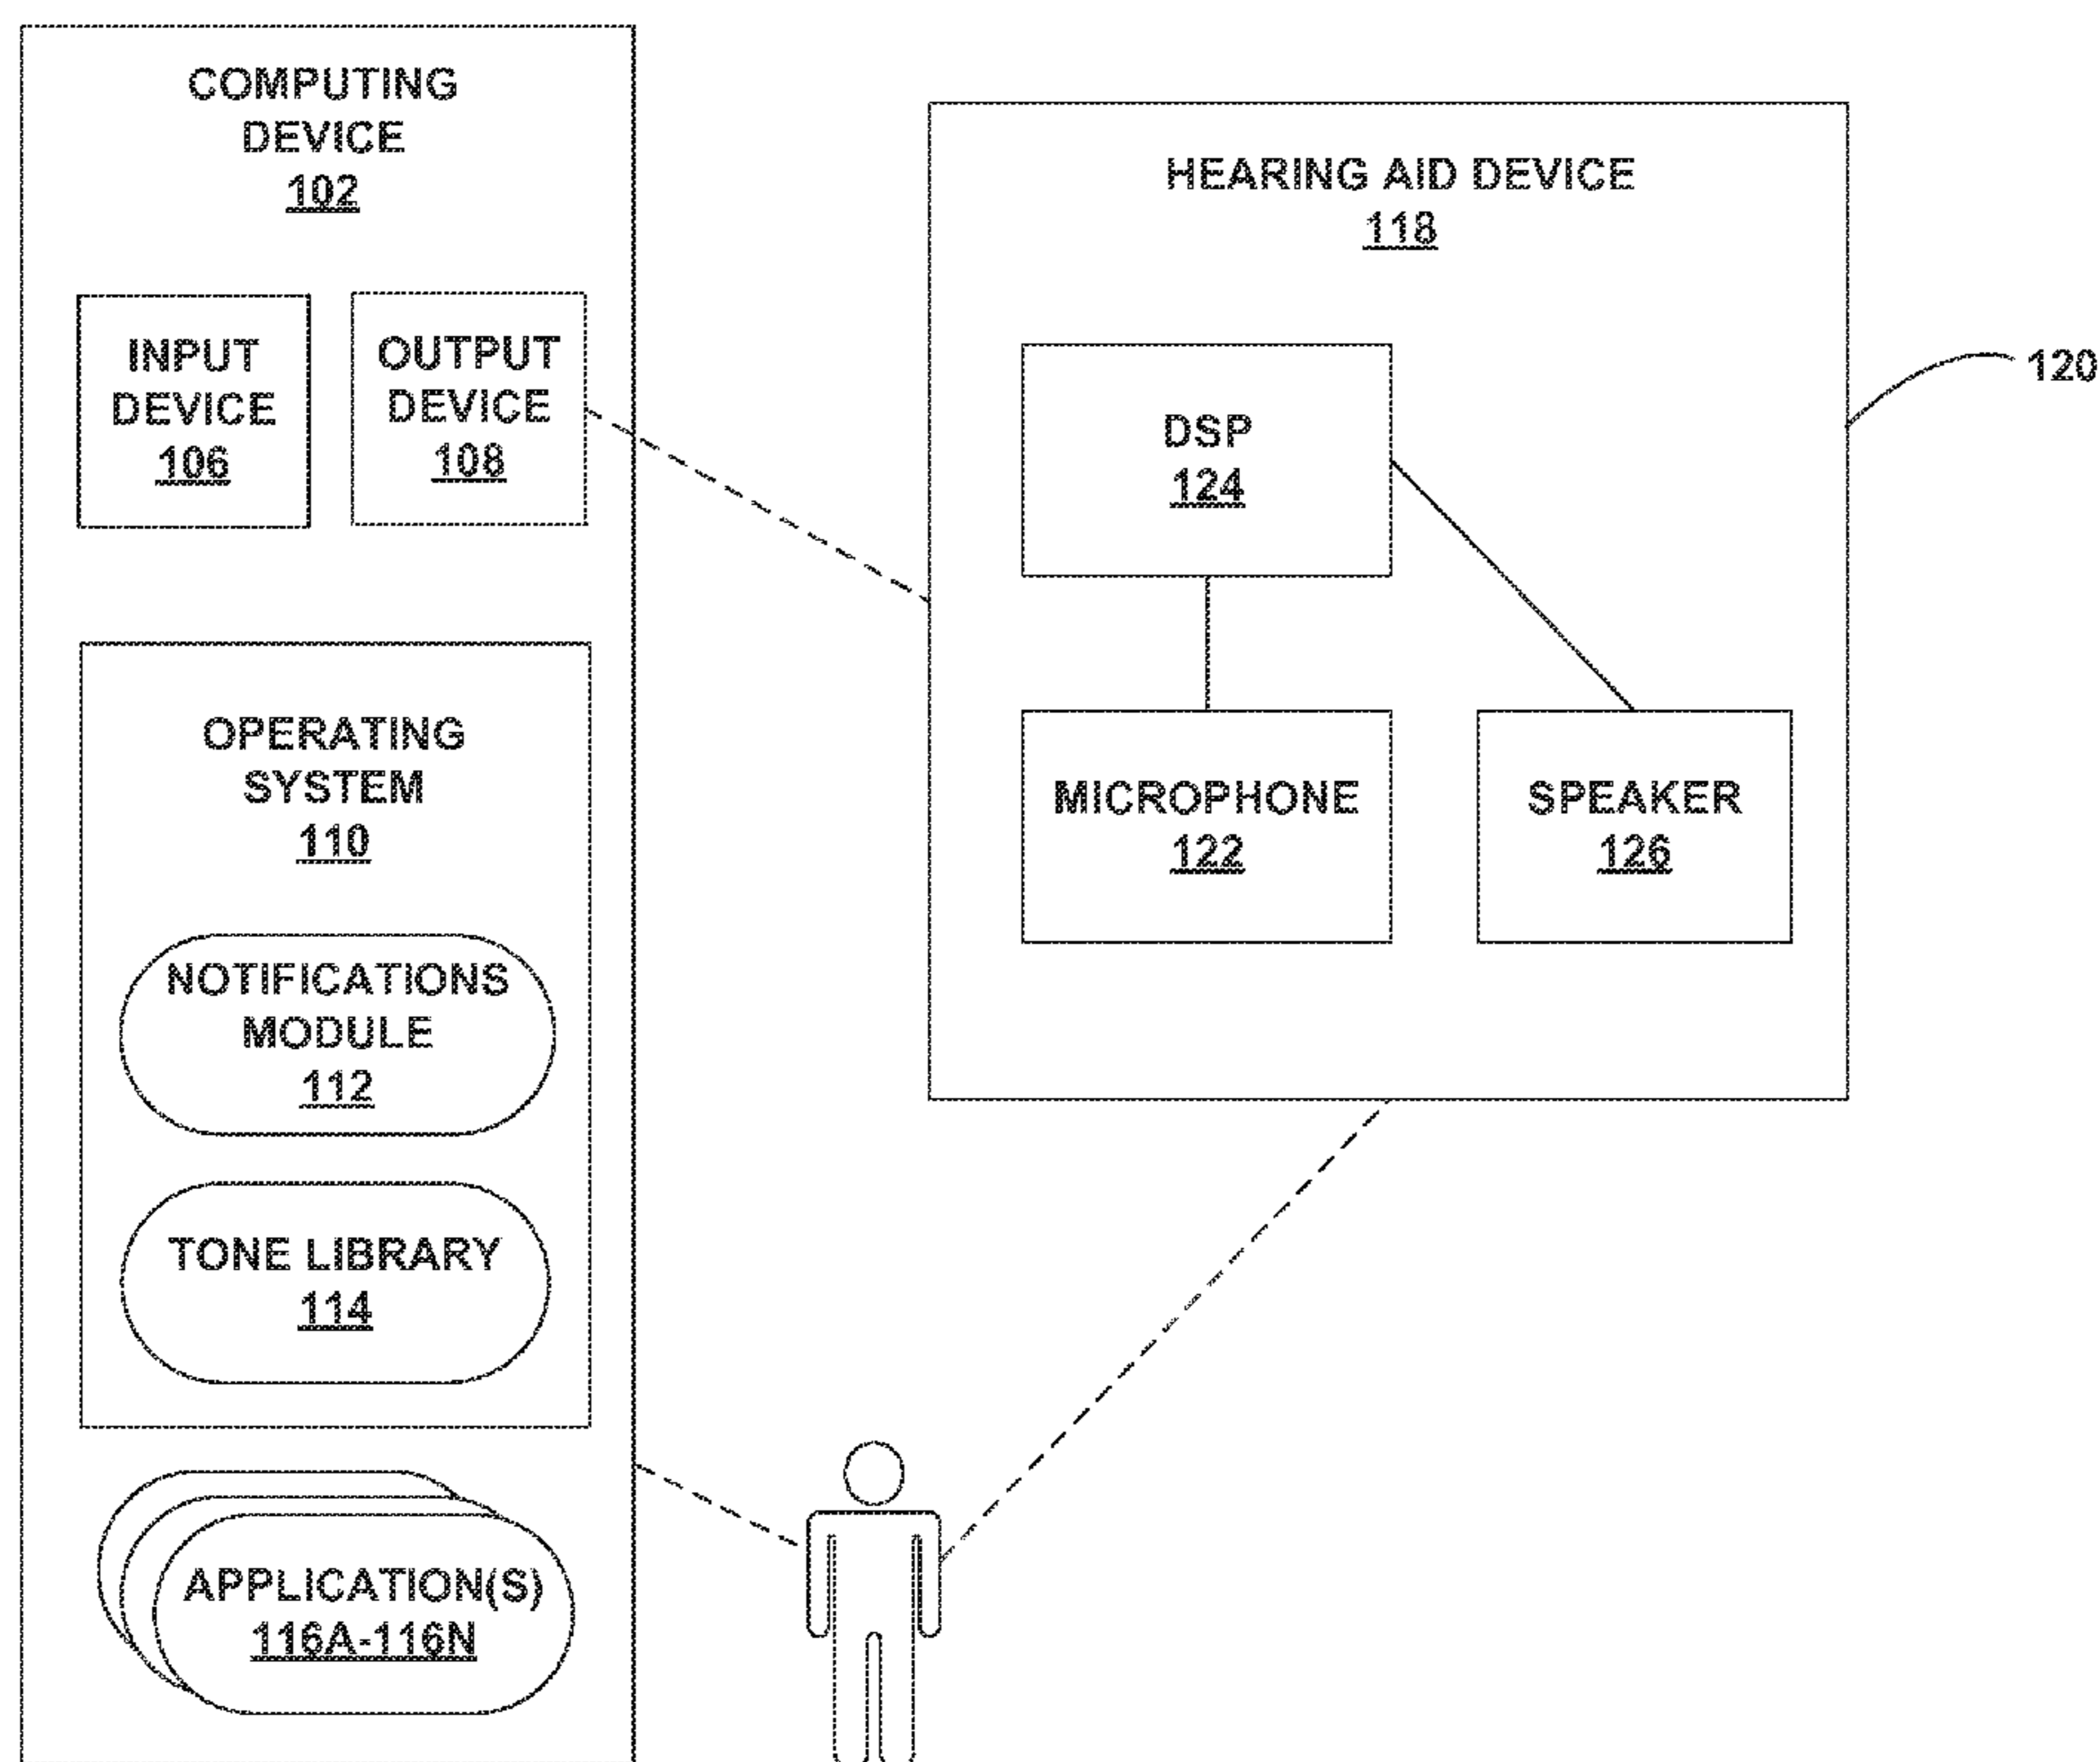 COMPUTING
DEVICE
102
INPUT
DEVICE
106
OUTPUT
DEVICE
108
OPERATING
SYSTEM
110
NOTIFICATIONS
MODULE
112
TONE LIBRARY
114
APPLICATION(S)
116A-116N
HEARING AID DEVICE
118
DSP
124
MICROPHONE
122
SPEAKER
126
120